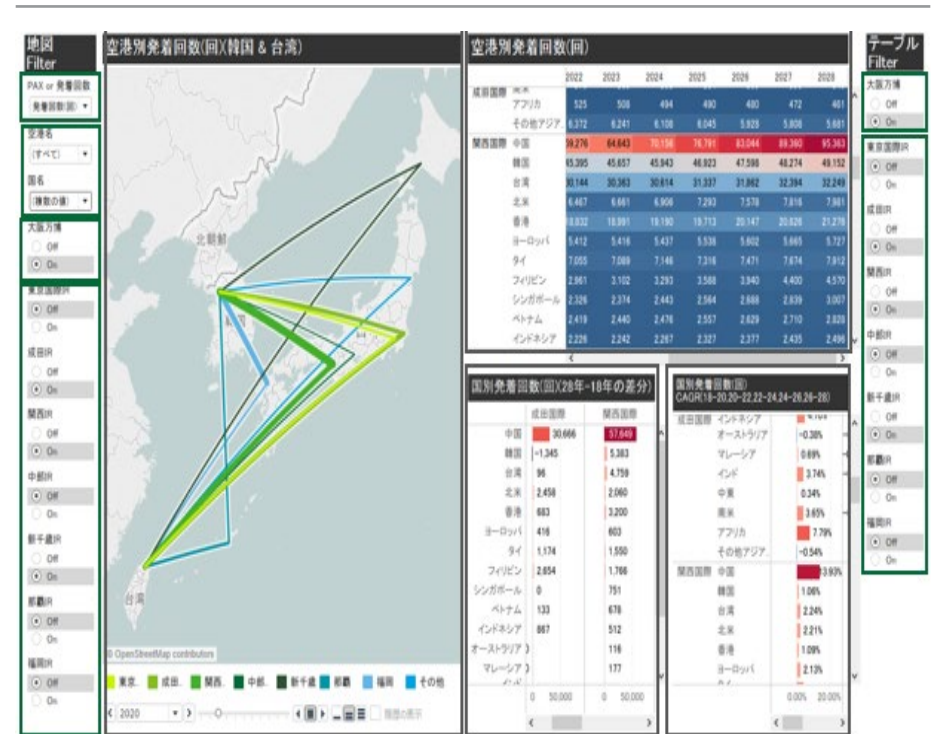 地図
Filter
PAX or 発着回数
発着回数(回)
空港名
(すべて)
国名
(複数の値)
大阪万博
Off
On
東京国際IR
Off
On
成田IR
Off
On
関西IR
Off
On
中部IR
Off
On
新千歳IR
Off
On
那覇IR
Off
On
福岡IR
Off
On
空港別発着回数(回)(韓国 & 台湾)
北朝鮮
韓国
台湾
© OpenStreetMap contributors
東京. 成田. 関西. 中部. 新千歳 那覇 福岡 その他
2020
履歴の表示
空港別発着回数(回)
2022 2023 2024 2025 2026 2027 2028
成田国際 南米
アフリカ 525 508 494 490 480 472 461
その他アジア. 6,372 6,241 6,108 6,045 5,928 5,808 5,681
関西国際 中国 59,276 64,643 70,156 76,791 83,044 89,360 95,363
韓国 45,395 45,657 45,943 46,923 47,598 48,274 49,152
台湾 30,144 30,363 30,614 31,337 31,862 32,394 32,249
北米 6,467 6,661 6,906 7,293 7,578 7,816 7,981
香港 18,832 18,991 19,190 19,713 20,147 20,626 21,276
ヨーロッパ 5,412 5,416 5,437 5,538 5,602 5,665 5,727
タイ 7,055 7,089 7,146 7,316 7,471 7,674 7,912
フィリピン 2,961 3,102 3,293 3,588 3,940 4,400 4,570
シンガポール 2,326 2,374 2,443 2,564 2,688 2,839 3,007
ベトナム 2,419 2,440 2,476 2,557 2,629 2,710 2,828
インドネシア 2,226 2,242 2,267 2,327 2,377 2,435 2,496
国別発着回数(回)(28年-18年の差分)
成田国際 関西国際
中国 30,666 57,649
韓国 -1,345 5,383
台湾 96 4,759
北米 2,458 2,060
香港 683 3,200
ヨーロッパ 416 603
タイ 1,174 1,550
フィリピン 2,654 1,766
シンガポール 0 751
ベトナム 133 678
インドネシア 867 512
オーストラリア 116
マレーシア 177
インド
0 50,000 0 50,000
国別発着回数(回)
CAGR(18-20,20-22,22-24,24-26,26-28)
成田国際 インドネシア
オーストラリア -0.38%
マレーシア 0.69%
インド 3.74%
中東 0.34%
南米 3.65%
アフリカ 7.79%
その他アジア. -0.54%
関西国際 中国 13.93%
韓国 1.06%
台湾 2.24%
北米 2.21%
香港 1.09%
ヨーロッパ 2.13%
タイ
0.00% 20.00%
テーブル
Filter
大阪万博
Off
On
東京国際IR
Off
On
成田IR
Off
On
関西IR
Off
On
中部IR
Off
On
新千歳IR
Off
On
那覇IR
Off
On
福岡IR
Off
On